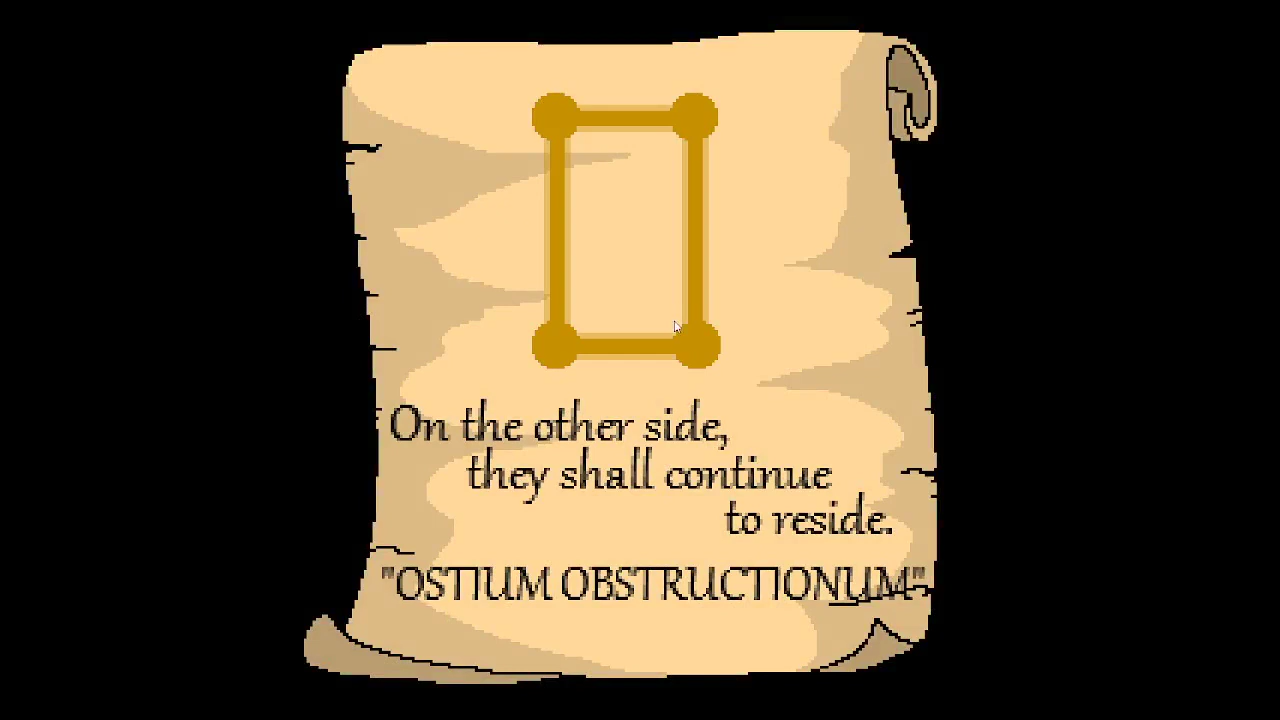 On the other side,
they shall continue
to reside.
"OSTIUM OBSTRUCTIONUM"